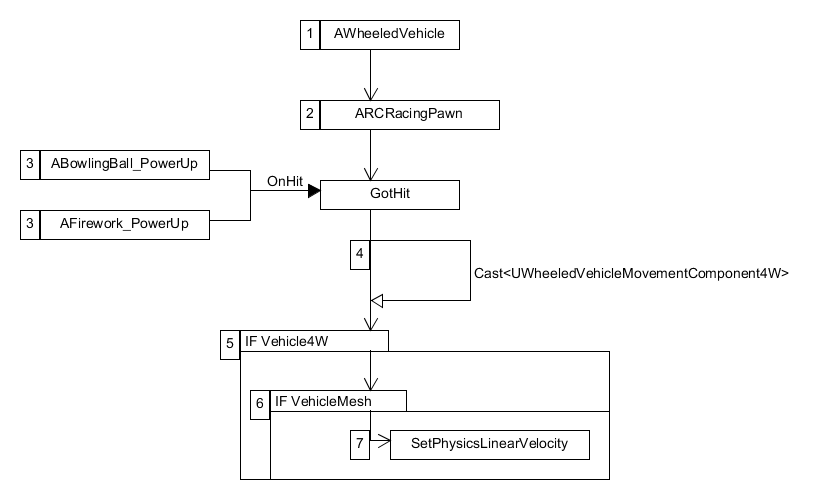 1 AWheeledVehicle
2 ARCRacingPawn
3 ABowlingBall_PowerUp
OnHit
GotHit
3 AFirework_PowerUp
4
Cast<UWheeledVehicleMovementComponent4W>
5 IF Vehicle4W
6 IF VehicleMesh
7 SetPhysicsLinearVelocity